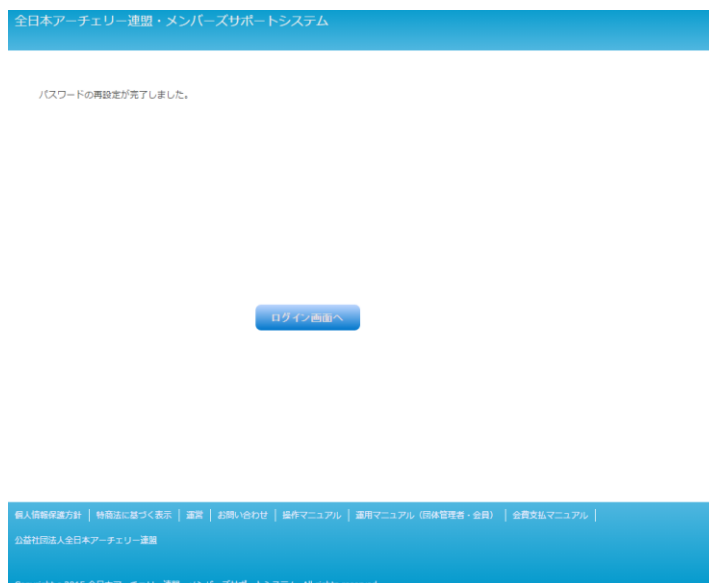 全日本アーチェリー連盟・メンバーズサポートシステム
パスワードの再設定が完了しました。
ログイン画面へ
個人情報保護方針 | 特商法に基づく表示 | 運営 | お問い合わせ | 操作マニュアル | 運用マニュアル（団体管理者・会員） | 会費支払マニュアル |
公益社団法人全日本アーチェリー連盟